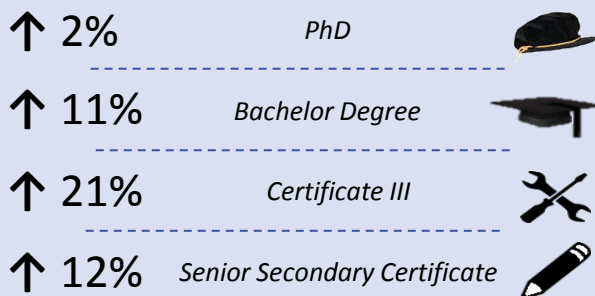 ↑ 2% PhD
↑ 11% Bachelor Degree
↑ 21% Certificate III
↑ 12% Senior Secondary Certificate